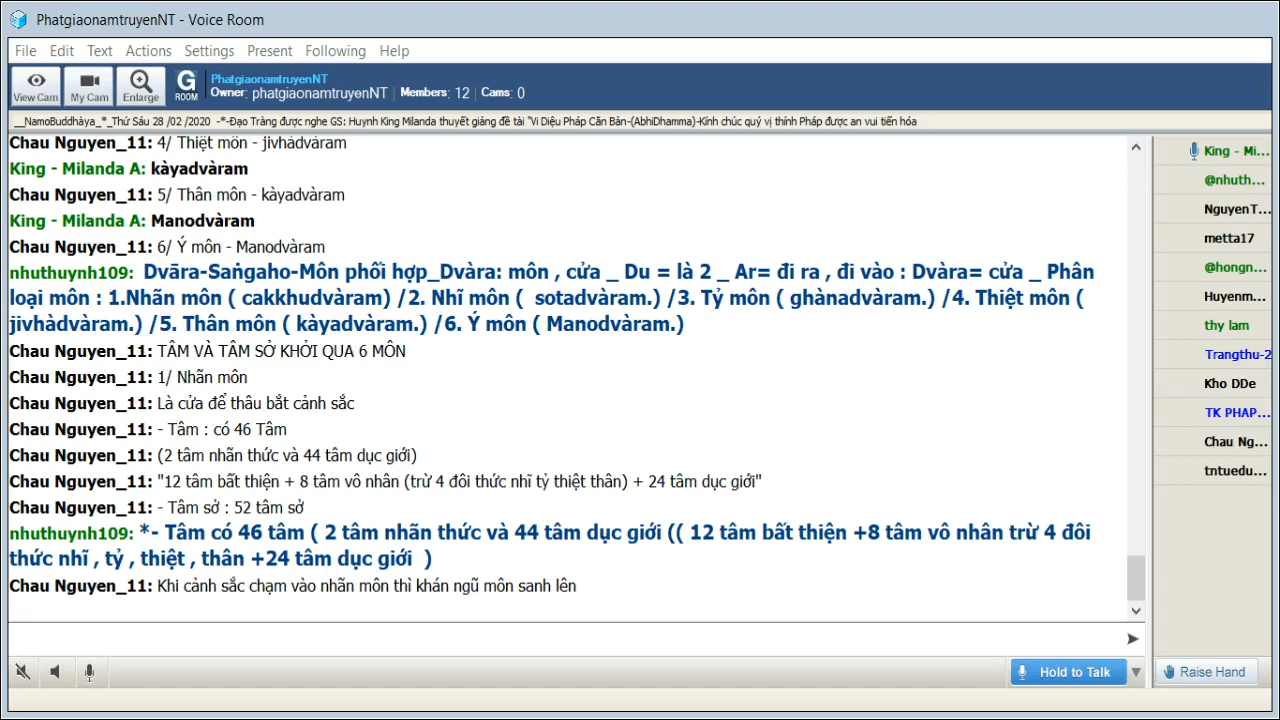 PhatgiaonamtruyenNT - Voice Room
File Edit Text Actions Settings Present Following Help
View Cam My Cam Enlarge G ROOM
PhatgiaonamtruyenNT
Owner: phatgiaonamtruyenNT | Members: 12 | Cams: 0
__NamoBuddhàya_*_Thứ Sáu 28 /02 /2020 -*-Đạo Tràng được nghe GS: Huynh King Milanda thuyết giảng đề tài "Vi Diệu Pháp Căn Bản-(AbhiDhamma)-Kính chúc quý vị thính Pháp được an vui tiến hóa
Chau Nguyen_11: 4/ Thiệt môn - jivhàdvàram
King - Milanda A: kàyadvàram
Chau Nguyen_11: 5/ Thân môn - kàyadvàram
King - Milanda A: Manodvàram
Chau Nguyen_11: 6/ Ý môn - Manodvàram
nhuthuynh109: Dvāra-Saṅgaho-Môn phối hợp_Dvàra: môn , cửa _ Du = là 2 _ Ar= đi ra , đi vào : Dvàra= cửa _ Phân
loại môn : 1.Nhãn môn ( cakkhudvàram) /2. Nhĩ môn ( sotadvàram.) /3. Tỷ môn ( ghànadvàram.) /4. Thiệt môn (
jivhàdvàram.) /5. Thân môn ( kàyadvàram.) /6. Ý môn ( Manodvàram.)
Chau Nguyen_11: TÂM VÀ TÂM SỞ KHỞI QUA 6 MÔN
Chau Nguyen_11: 1/ Nhãn môn
Chau Nguyen_11: Là cửa để thâu bắt cảnh sắc
Chau Nguyen_11: - Tâm : có 46 Tâm
Chau Nguyen_11: (2 tâm nhãn thức và 44 tâm dục giới)
Chau Nguyen_11: "12 tâm bất thiện + 8 tâm vô nhân (trừ 4 đôi thức nhĩ tỷ thiệt thân) + 24 tâm dục giới"
Chau Nguyen_11: - Tâm sở : 52 tâm sở
nhuthuynh109: *- Tâm có 46 tâm ( 2 tâm nhãn thức và 44 tâm dục giới (( 12 tâm bất thiện +8 tâm vô nhân trừ 4 đôi
thức nhĩ , tỷ , thiệt , thân +24 tâm dục giới )
Chau Nguyen_11: Khi cảnh sắc chạm vào nhãn môn thì khán ngũ môn sanh lên
King - Mi...
@nhuth...
NguyenT...
metta17
@hongn...
Huyenm...
thy lam
Trangthu-2
Kho DDe
TK PHAP...
Chau Ng...
tntuedu...
Hold to Talk
Raise Hand